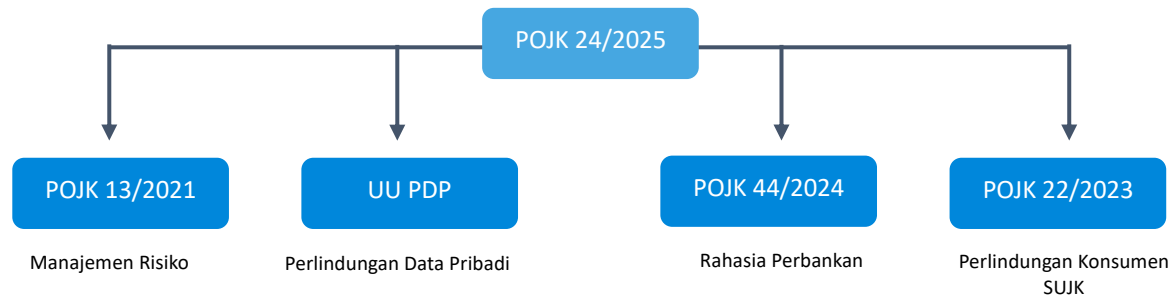 POJK 24/2025
POJK 13/2021
UU PDP
POJK 44/2024
POJK 22/2023
Manajemen Risiko
Perlindungan Data Pribadi
Rahasia Perbankan
Perlindungan Konsumen
SUJK